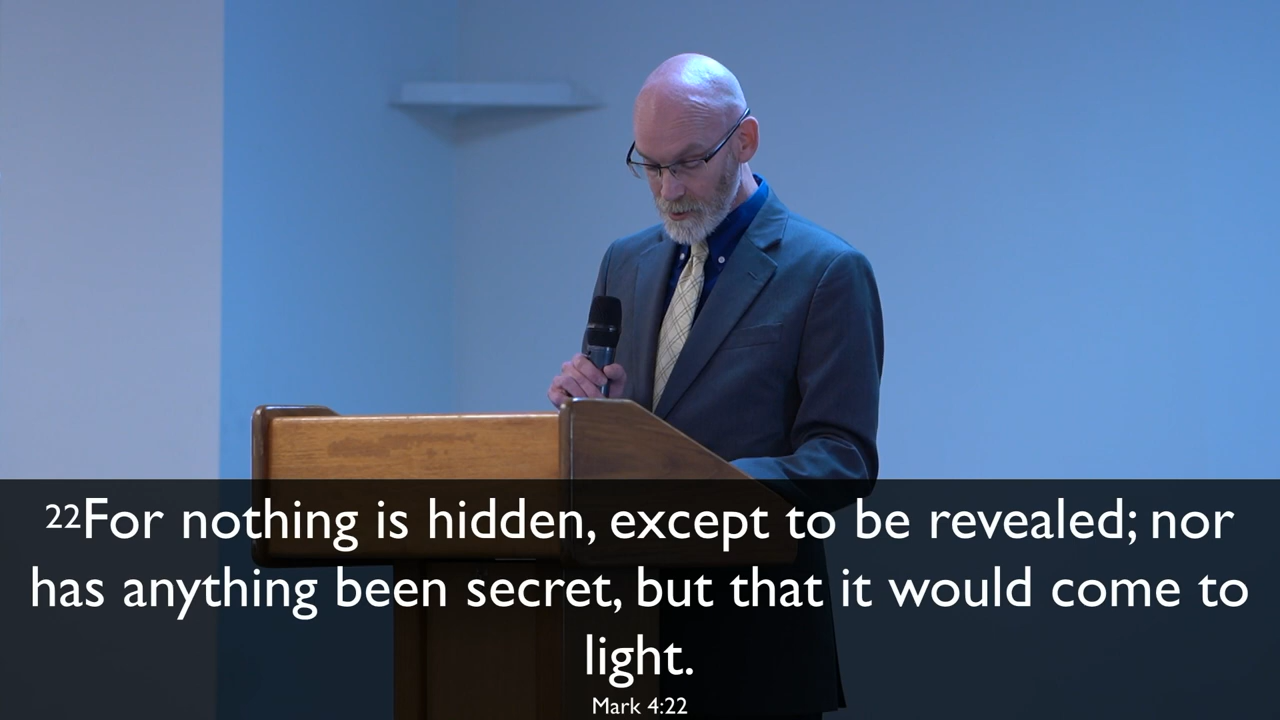 22For nothing is hidden, except to be revealed; nor
has anything been secret, but that it would come to
light.
Mark 4:22